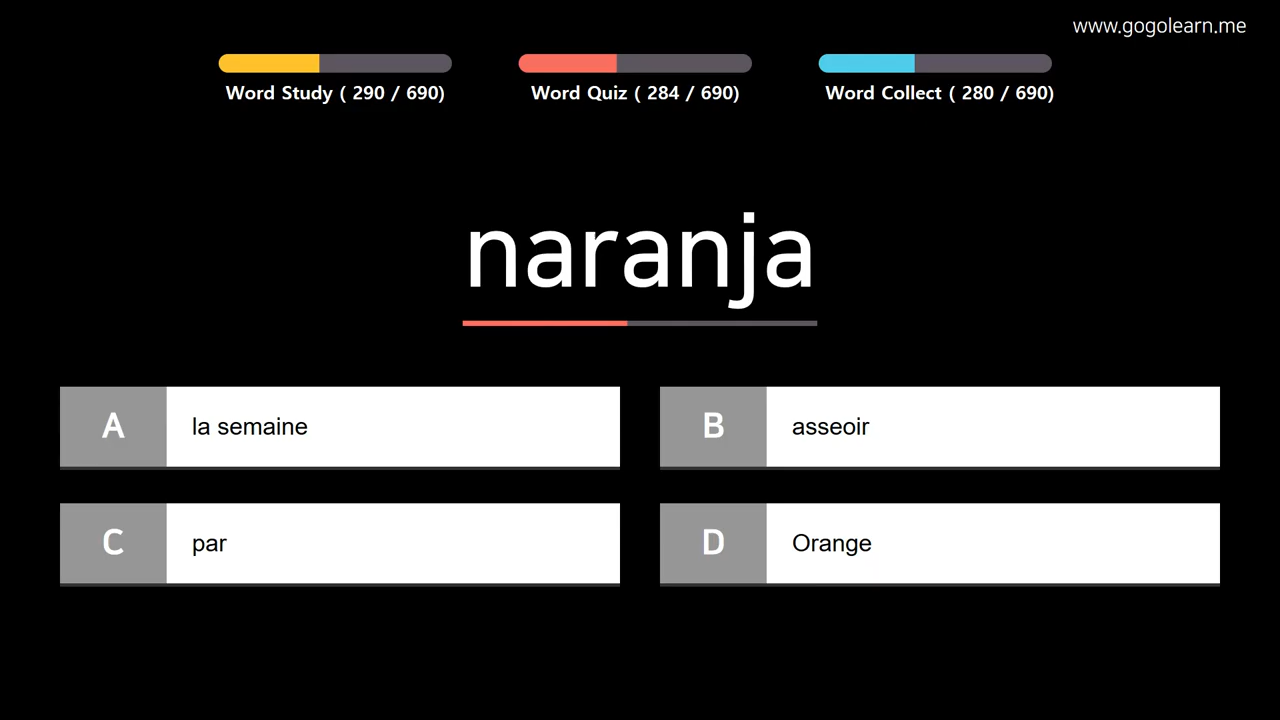 www.gogolearn.me
Word Study ( 290 / 690)
Word Quiz ( 284 / 690)
Word Collect ( 280 / 690)
naranja
A la semaine
B asseoir
C par
D Orange